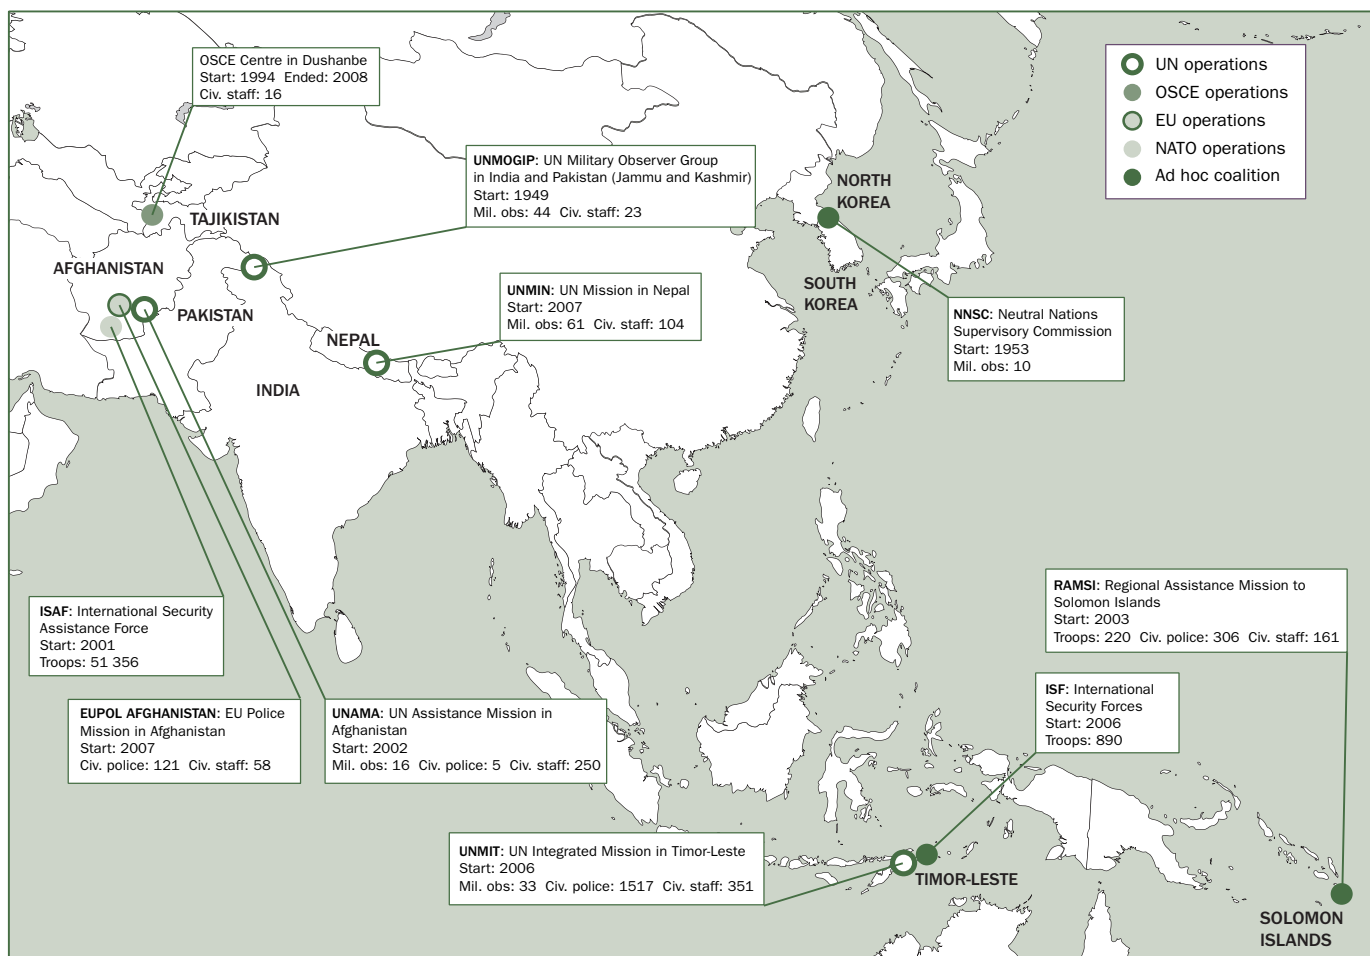 OSCE Centre in Dushanbe
Start: 1994 Ended: 2008
Civ. staff: 16
UN operations
OSCE operations
EU operations
NATO operations
Ad hoc coalition
UNMOGIP: UN Military Observer Group
in India and Pakistan (Jammu and Kashmir)
Start: 1949
Mil. obs: 44 Civ. staff: 23
NORTH
KOREA
TAJIKISTAN
AFGHANISTAN
SOUTH
KOREA
UNMIN: UN Mission in Nepal
Start: 2007
Mil. obs: 61 Civ. staff: 104
PAKISTAN
NNSC: Neutral Nations
Supervisory Commission
Start: 1953
Mil. obs: 10
NEPAL
INDIA
ISAF: International Security
Assistance Force
Start: 2001
Troops: 51 356
RAMSI: Regional Assistance Mission to
Solomon Islands
Start: 2003
Troops: 220 Civ. police: 306 Civ. staff: 161
EUPOL AFGHANISTAN: EU Police
Mission in Afghanistan
Start: 2007
Civ. police: 121 Civ. staff: 58
UNAMA: UN Assistance Mission in
Afghanistan
Start: 2002
Mil. obs: 16 Civ. police: 5 Civ. staff: 250
ISF: International
Security Forces
Start: 2006
Troops: 890
UNMIT: UN Integrated Mission in Timor-Leste
Start: 2006
Mil. obs: 33 Civ. police: 1517 Civ. staff: 351
TIMOR-LESTE
SOLOMON
ISLANDS